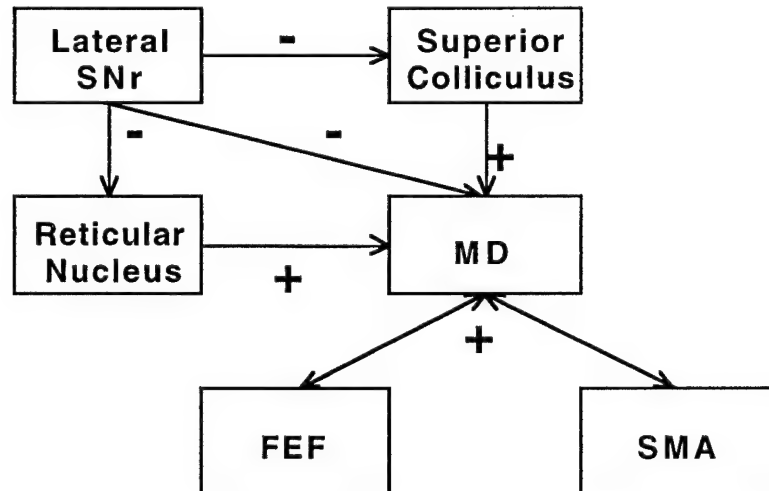 Lateral
SNr
-
Superior
Colliculus
-
-
+
Reticular
Nucleus
+
MD
+
FEF
SMA